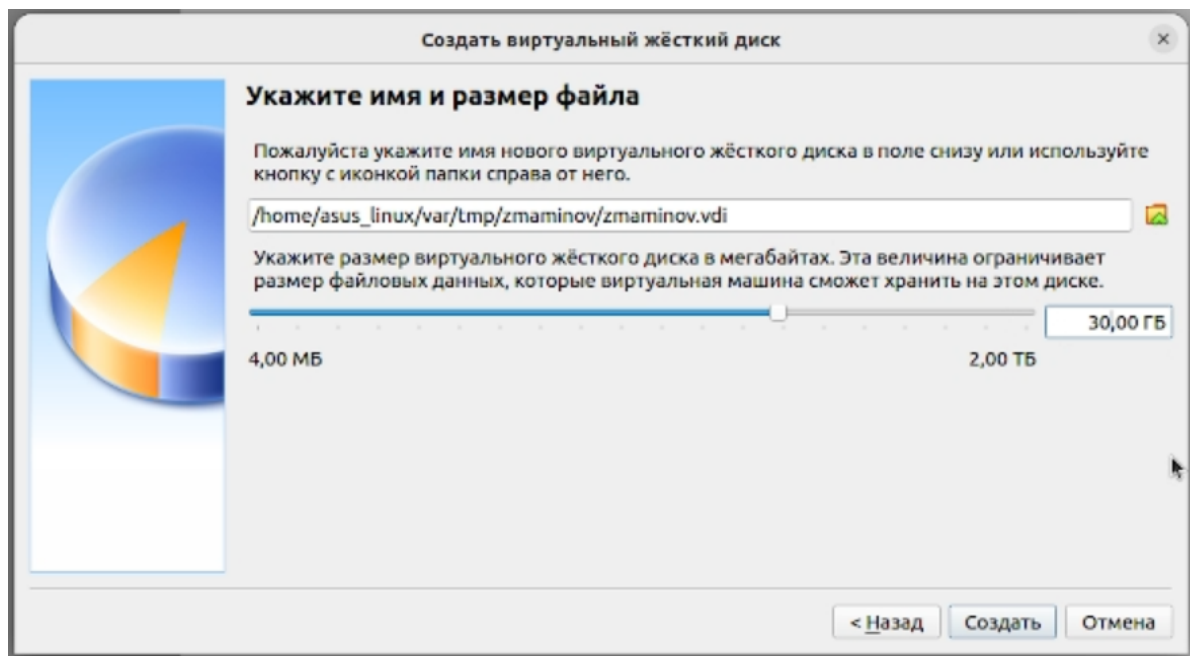 Создать виртуальный жёсткий диск
Укажите имя и размер файла
Пожалуйста укажите имя нового виртуального жёсткого диска в поле снизу или используйте
кнопку с иконкой папки справа от него.
/home/asus_linux/var/tmp/zmaminov/zmaminov.vdi
Укажите размер виртуального жёсткого диска в мегабайтах. Эта величина ограничивает
размер файловых данных, которые виртуальная машина сможет хранить на этом диске.
30,00 ГБ
4,00 МБ 2,00 ТБ
< Назад Создать Отмена